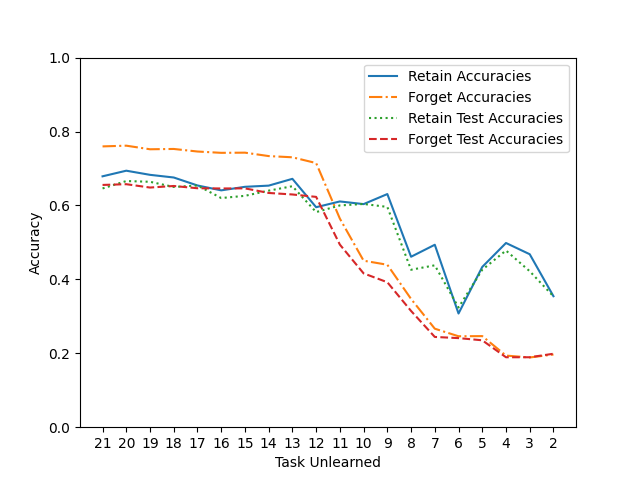 1.0
0.8
0.6
0.4
0.2
0.0
Accuracy
Retain Accuracies
Forget Accuracies
Retain Test Accuracies
Forget Test Accuracies
21 20 19 18 17 16 15 14 13 12 11 10 9 8 7 6 5 4 3 2
Task Unlearned